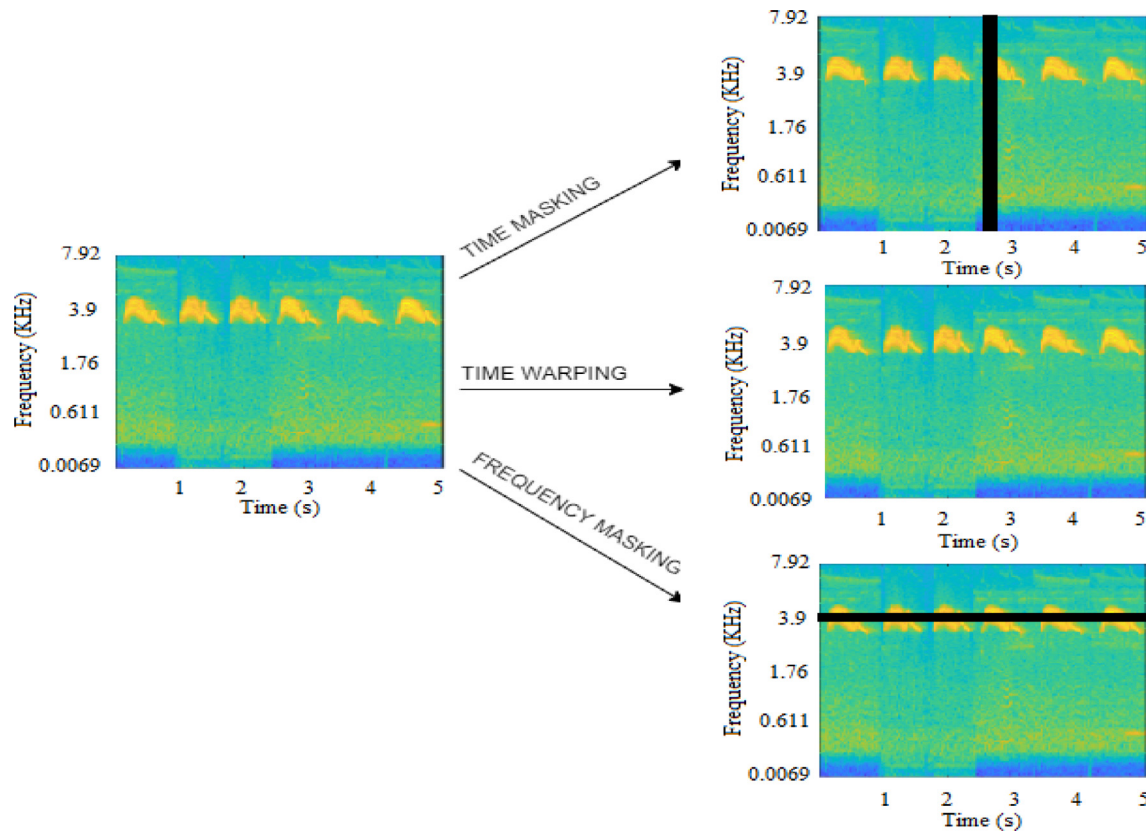 7.92
3.9
1.76
0.611
0.0069
Frequency (KHz)
1 2 3 4 5
Time (s)
TIME MASKING
TIME WARPING
FREQUENCY MASKING
7.92
3.9
1.76
0.611
0.0069
Frequency (KHz)
1 2 3 4 5
Time (s)
7.92
3.9
1.76
0.611
0.0069
Frequency (KHz)
1 2 3 4 5
Time (s)
7.92
3.9
1.76
0.611
0.0069
Frequency (KHz)
1 2 3 4 5
Time (s)